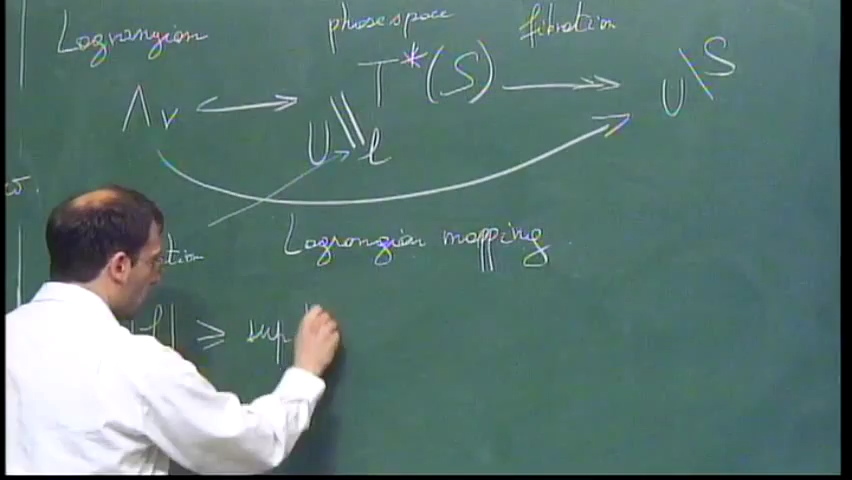 Lagrangian phase space fibration
Λv ↔ T*(S) ↠ U\S
U \\ l
Lagrangian mapping
l| ≥ sup